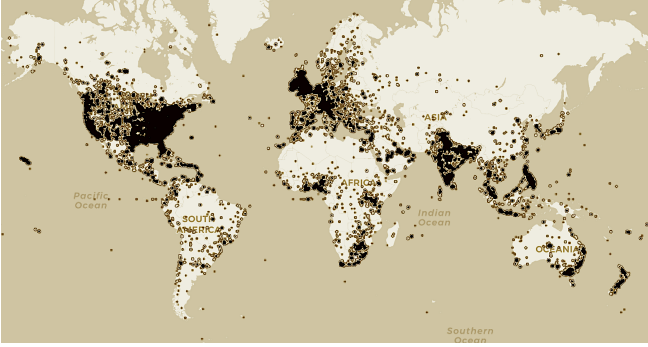 ASIA
AFRICA
Pacific
Ocean
Indian
Ocean
SOUTH
AMERICA
OCEANIA
Southern
Ocean